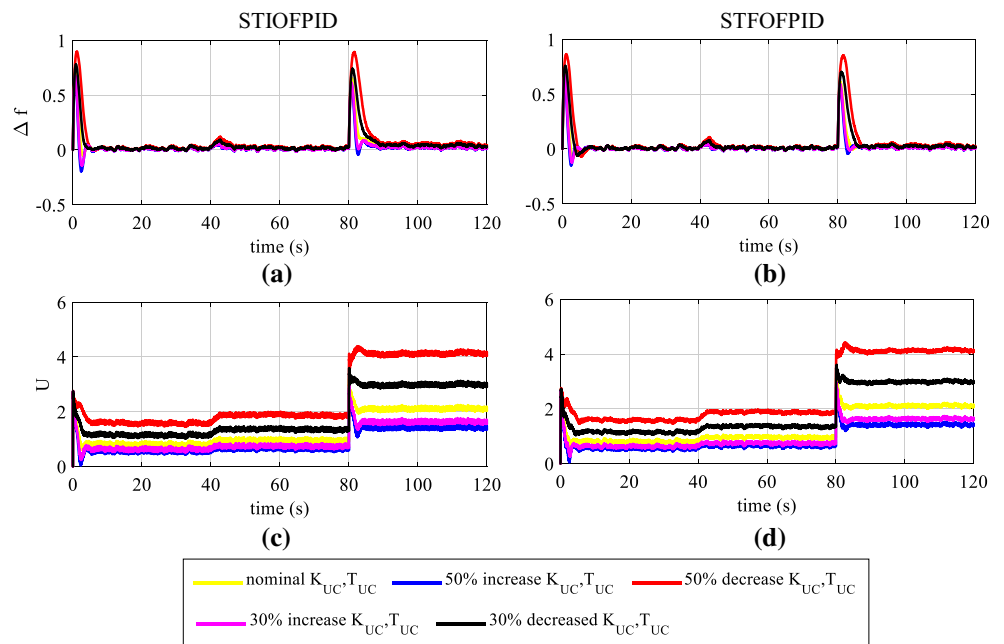 STIOFPID
STFOFPID
1
0.5
0
-0.5
Δ f
0 20 40 60 80 100 120
time (s)
(a)
1
0.5
0
-0.5
0 20 40 60 80 100 120
time (s)
(b)
6
4
2
0
U
0 20 40 60 80 100 120
time (s)
(c)
6
4
2
0
0 20 40 60 80 100 120
time (s)
(d)
nominal K_UC,T_UC 50% increase K_UC,T_UC 50% decrease K_UC,T_UC
30% increase K_UC,T_UC 30% decreased K_UC,T_UC